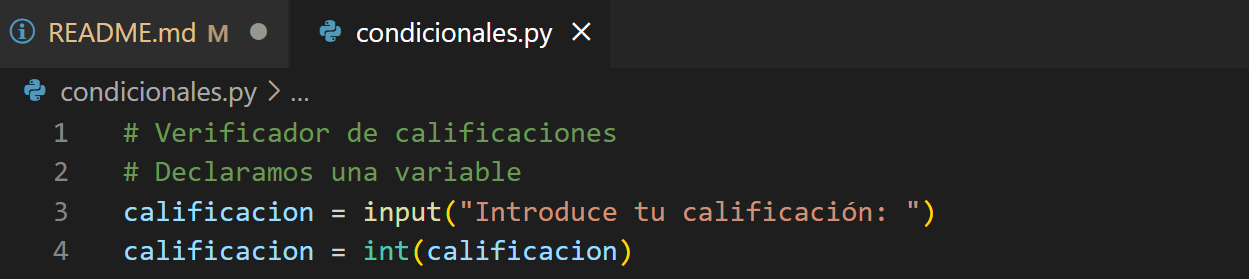 README.md M
condicionales.py
condicionales.py > ...
1 # Verificador de calificaciones
2 # Declaramos una variable
3 calificacion = input("Introduce tu calificación: ")
4 calificacion = int(calificacion)